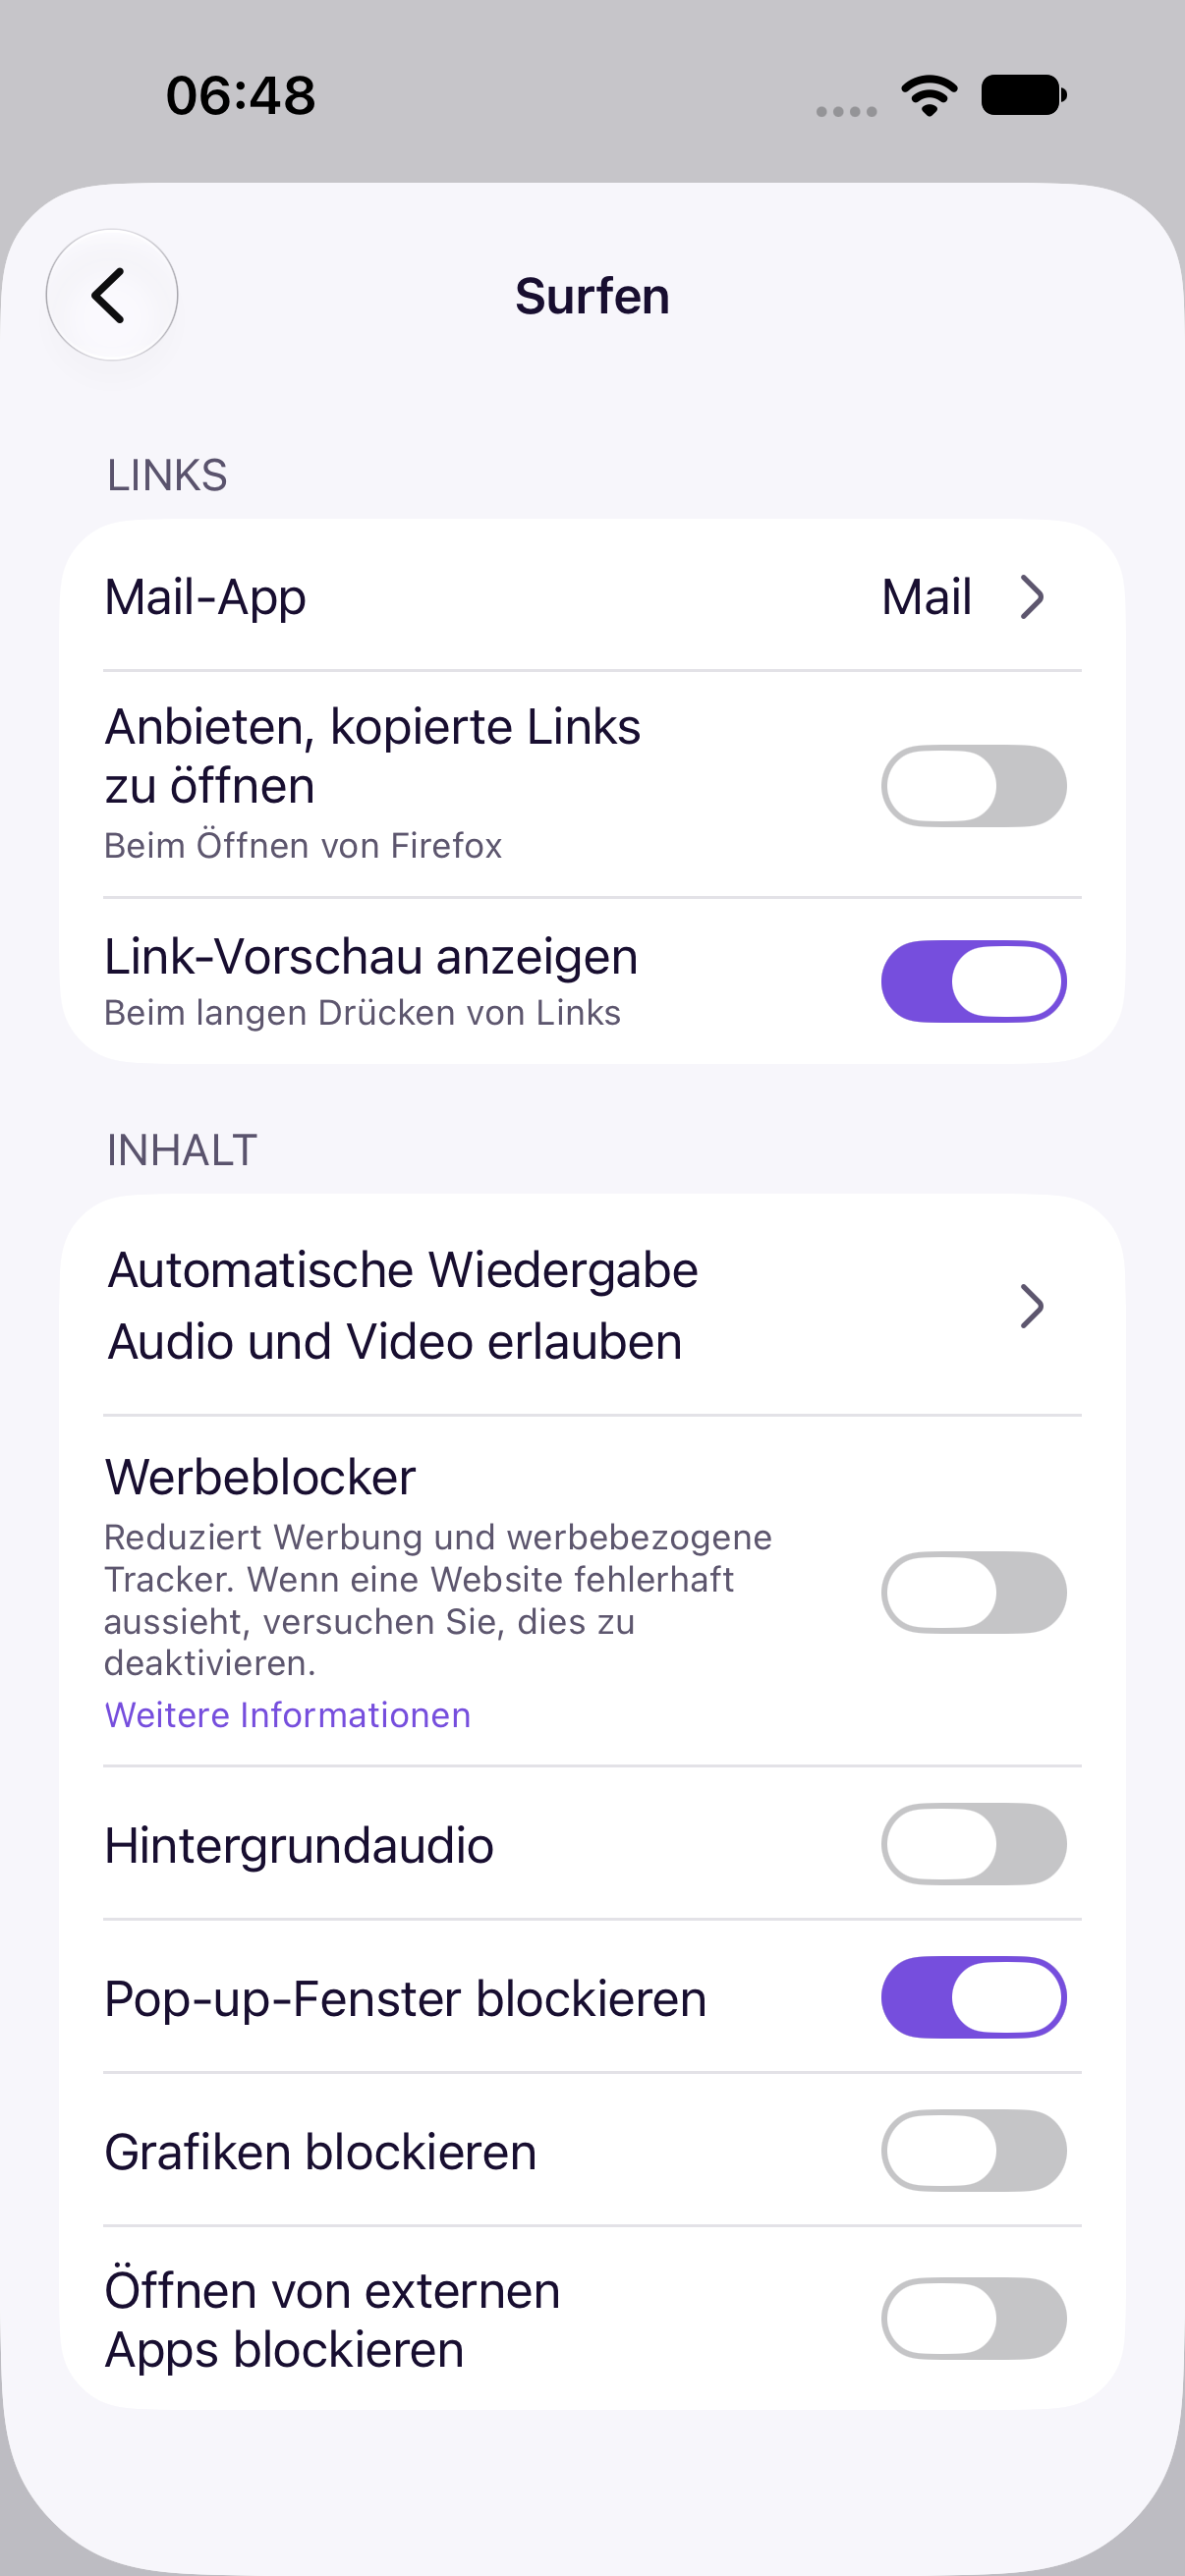 06:48
Surfen
LINKS
Mail-App
Mail
Anbieten, kopierte Links
zu öffnen
Beim Öffnen von Firefox
Link-Vorschau anzeigen
Beim langen Drücken von Links
INHALT
Automatische Wiedergabe
Audio und Video erlauben
Werbeblocker
Reduziert Werbung und werbebezogene
Tracker. Wenn eine Website fehlerhaft
aussieht, versuchen Sie, dies zu
deaktivieren.
Weitere Informationen
Hintergrundaudio
Pop-up-Fenster blockieren
Grafiken blockieren
Öffnen von externen
Apps blockieren